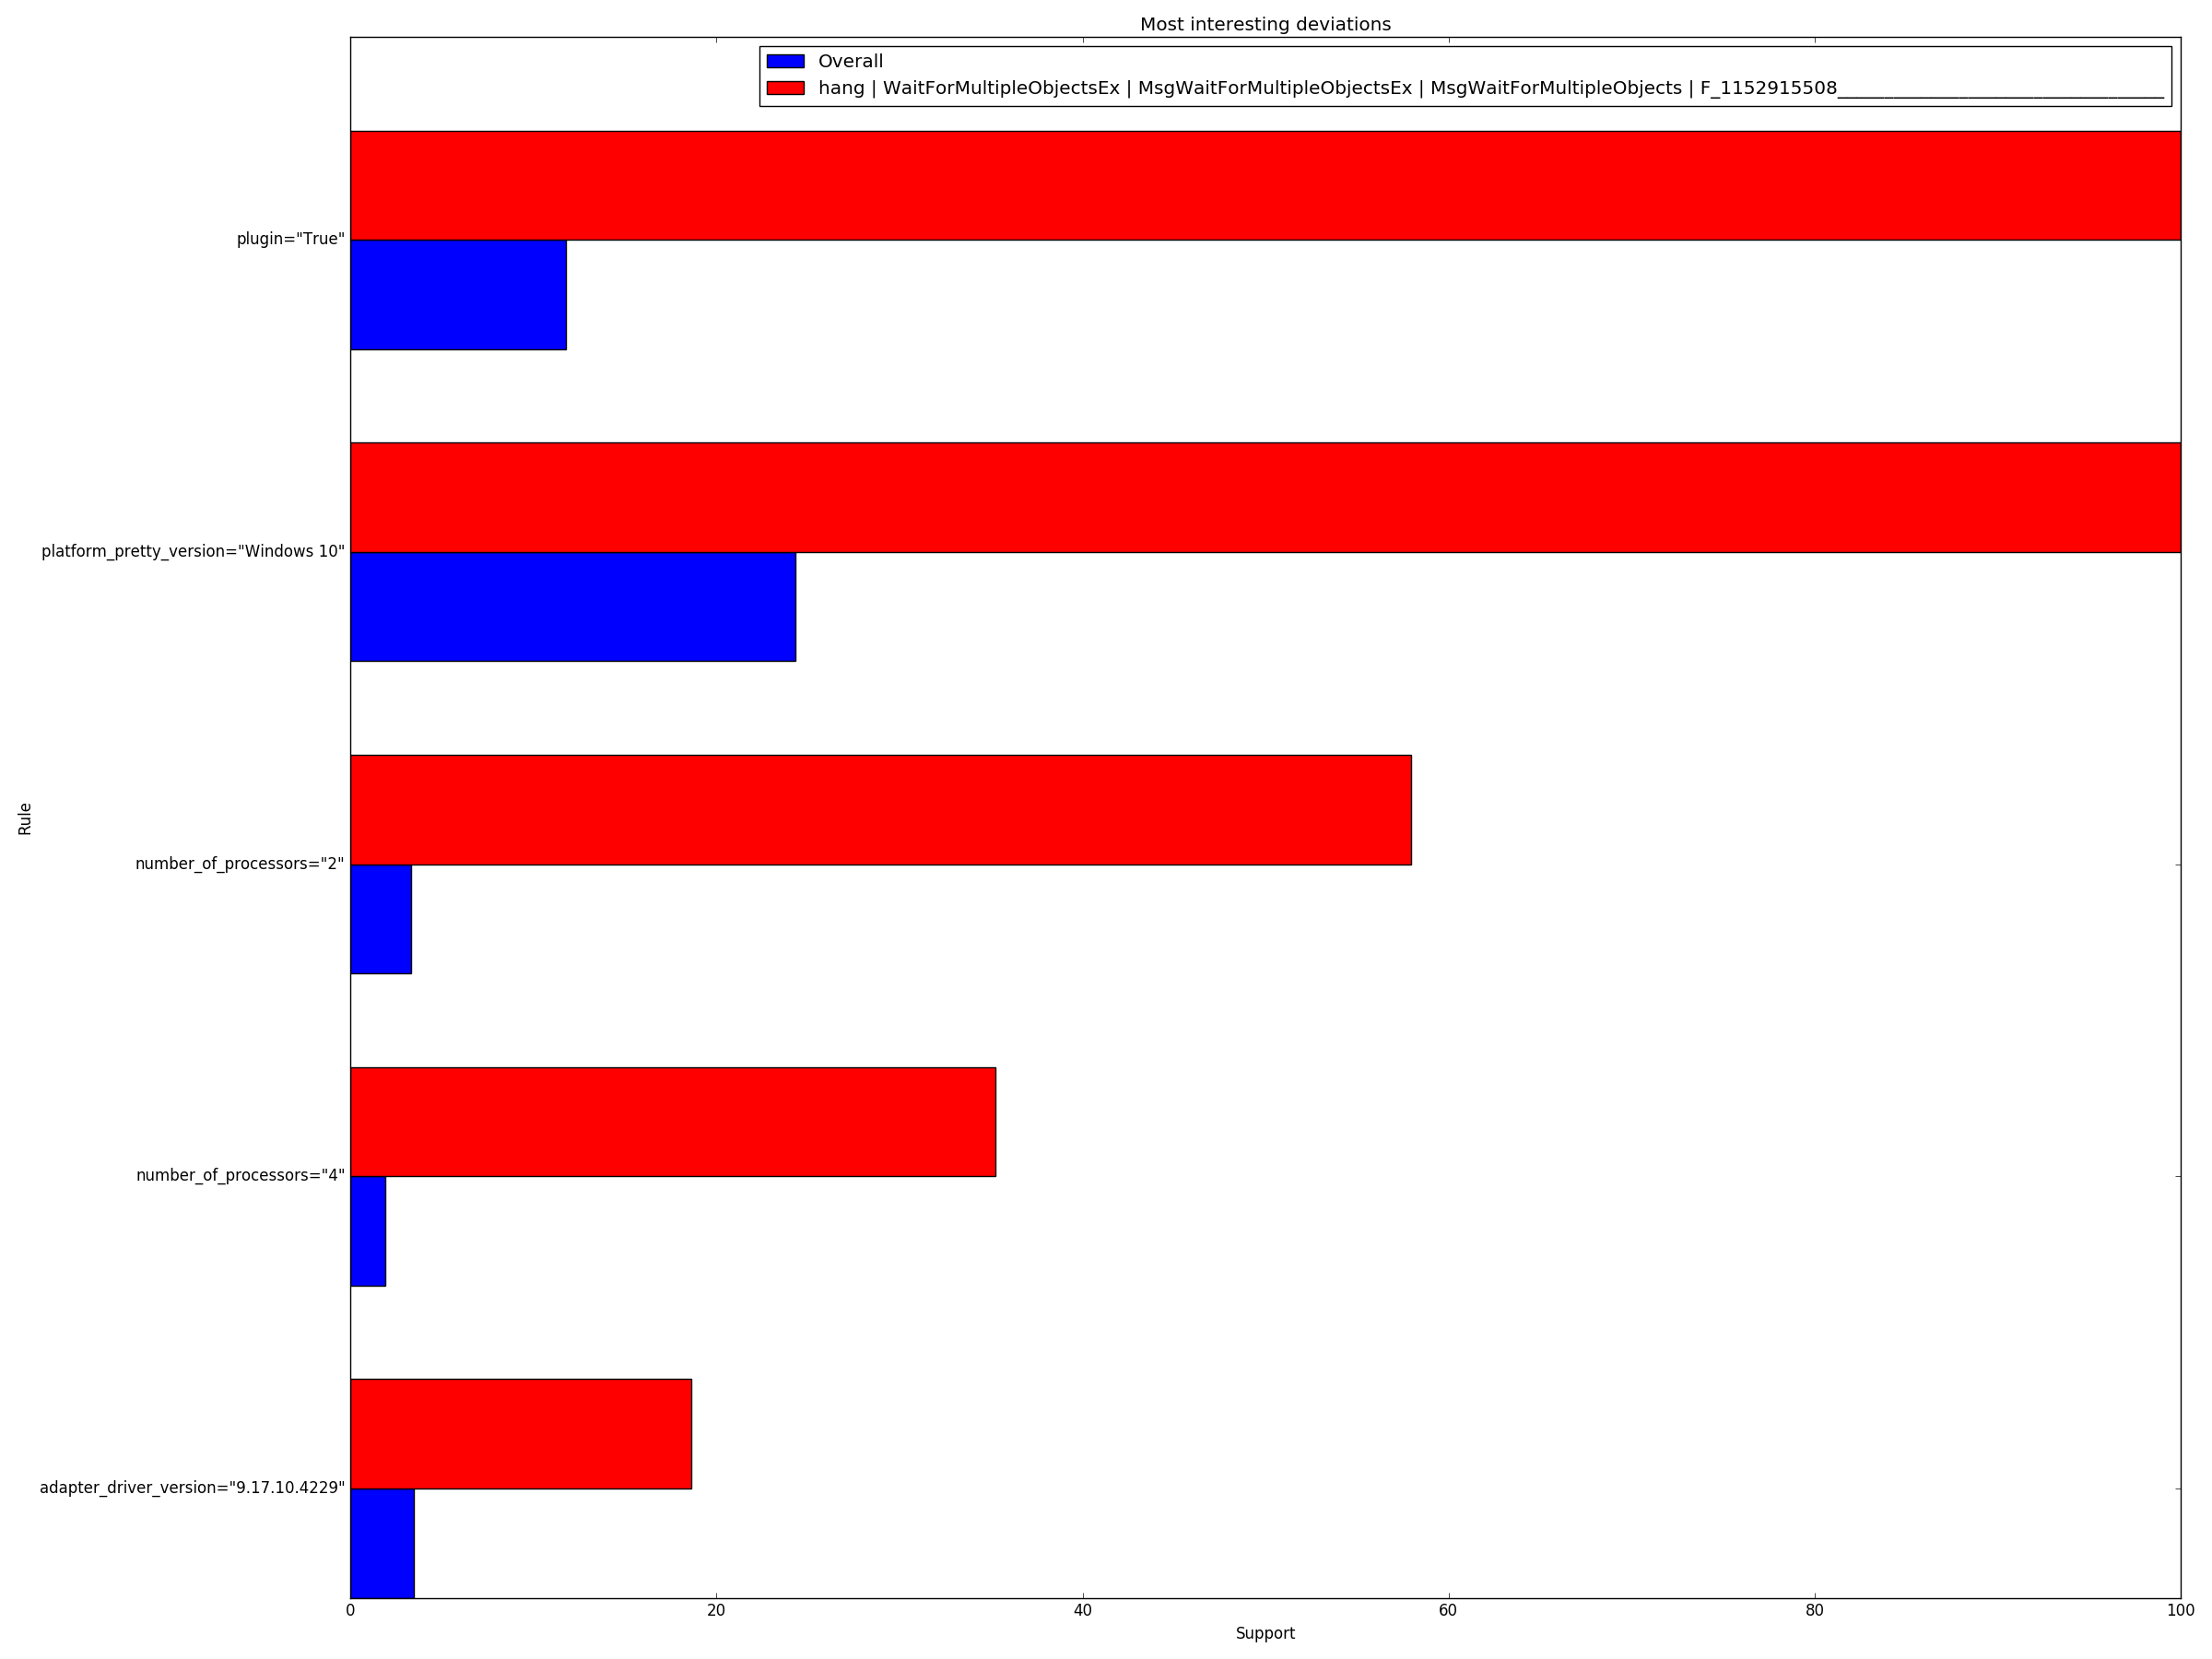 Most interesting deviations
Overall
hang | WaitForMultipleObjectsEx | MsgWaitForMultipleObjectsEx | MsgWaitForMultipleObjects | F_1152915508___________________________________
plugin="True"
platform_pretty_version="Windows 10"
number_of_processors="2"
number_of_processors="4"
adapter_driver_version="9.17.10.4229"
Rule
0 20 40 60 80 100
Support